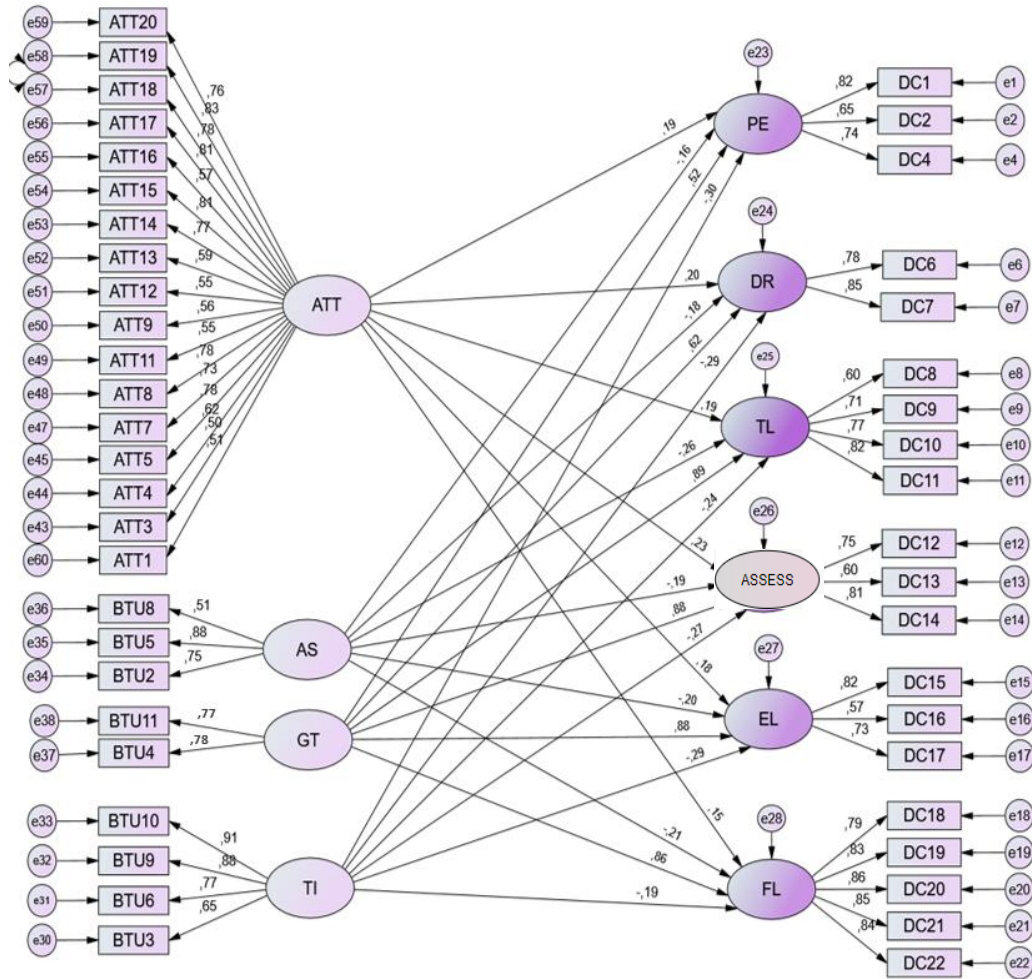 e59 ATT20
e58 ATT19
e57 ATT18
e56 ATT17
e55 ATT16
e54 ATT15
e53 ATT14
e52 ATT13
e51 ATT12
e50 ATT9
e49 ATT11
e48 ATT8
e47 ATT7
e45 ATT5
e44 ATT4
e43 ATT3
e60 ATT1
,76
,83
,78
,81
,57
,81
,77
,59
,55
,56
,55
,78
,73
,78
,62
,50
,51
ATT
e36 BTU8 ,51
e35 BTU5 ,88
e34 BTU2 ,75
AS
e38 BTU11 ,77
e37 BTU4 ,78
GT
e33 BTU10 ,91
e32 BTU9 ,88
e31 BTU6 ,77
e30 BTU3 ,65
TI
,19
-,16
,52
-,30
e23
PE
,82 DC1 e1
,65 DC2 e2
,74 DC4 e4
,20
-,18
,62
-,29
e24
DR
,78 DC6 e6
,85 DC7 e7
,19
-,26
,89
-,24
e25
TL
,60 DC8 e8
,71 DC9 e9
,77 DC10 e10
,82 DC11 e11
,23
-,19
,88
-,27
e26
ASSESS
,75 DC12 e12
,60 DC13 e13
,81 DC14 e14
,18
-,20
,88
-,29
e27
EL
,82 DC15 e15
,57 DC16 e16
,73 DC17 e17
,15
-,21
,86
-,19
e28
FL
,79 DC18 e18
,83 DC19 e19
,86 DC20 e20
,85 DC21 e21
,84 DC22 e22